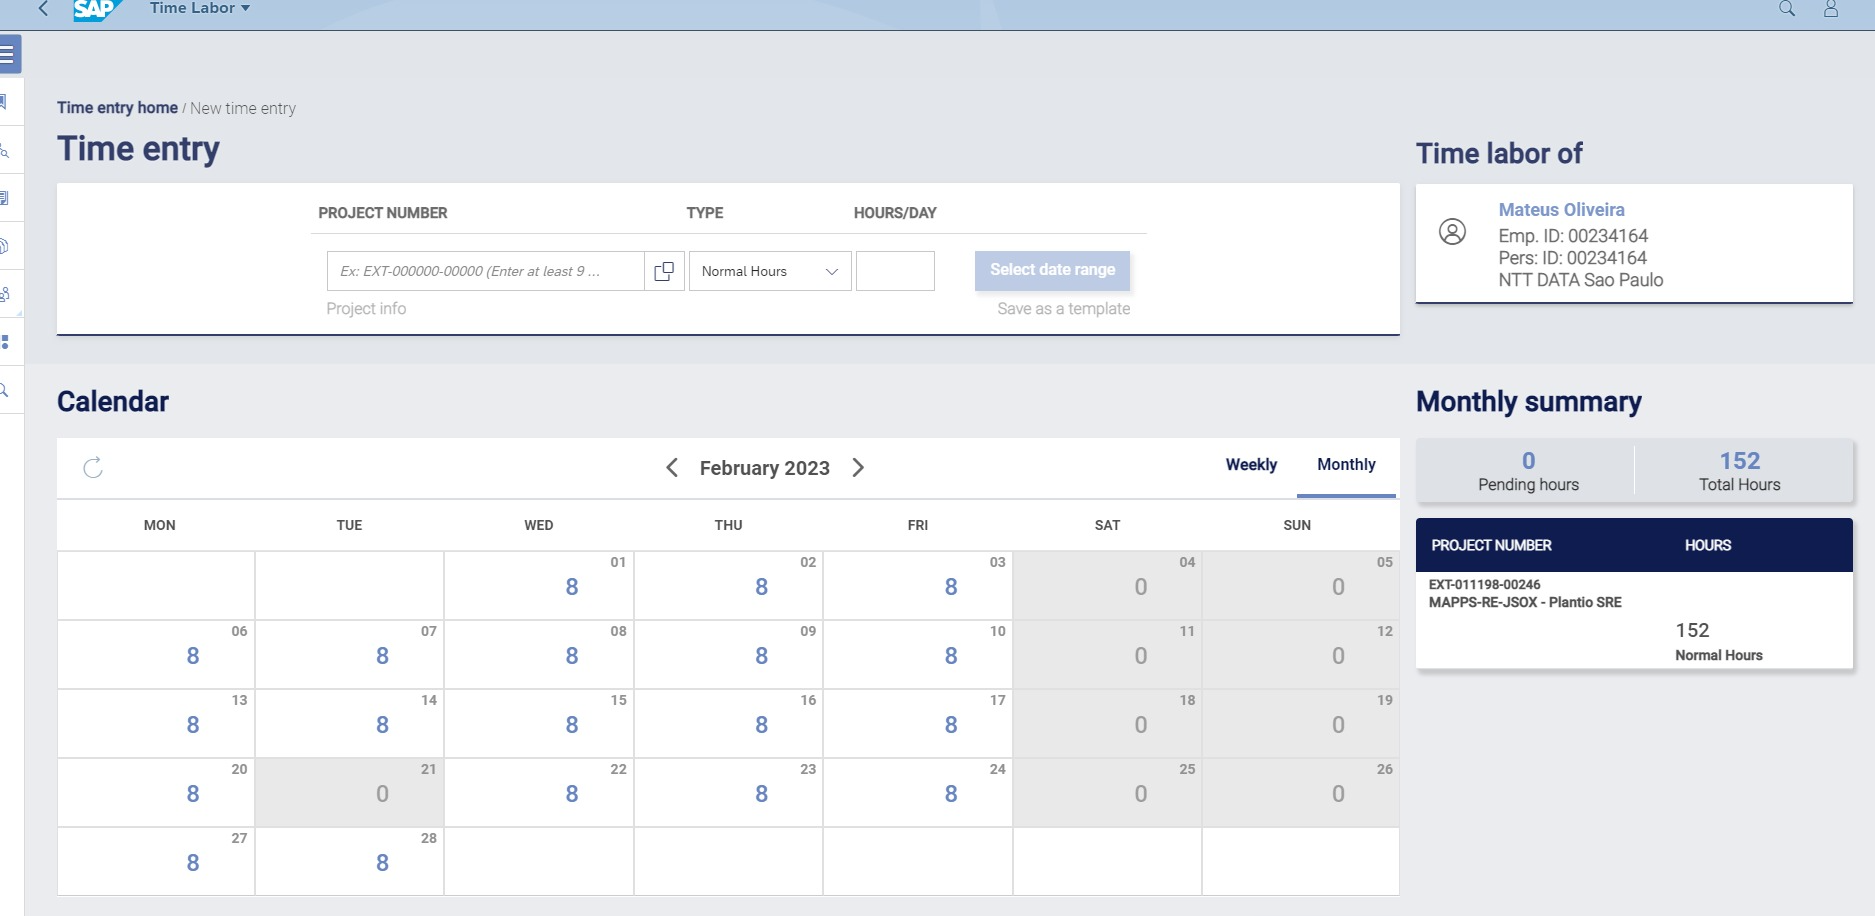 SAP Time Labor
Time entry home / New time entry
Time entry
PROJECT NUMBER TYPE HOURS/DAY
Ex: EXT-000000-00000 (Enter at least 9 ... Normal Hours Select date range
Project info Save as a template
Time labor of
Mateus Oliveira
Emp. ID: 00234164
Pers: ID: 00234164
NTT DATA Sao Paulo
Calendar
February 2023 Weekly Monthly
MON TUE WED THU FRI SAT SUN
01 02 03 04 05
8 8 8 0 0
06 07 08 09 10 11 12
8 8 8 8 8 0 0
13 14 15 16 17 18 19
8 8 8 8 8 0 0
20 21 22 23 24 25 26
8 0 8 8 8 0 0
27 28
8 8
Monthly summary
0 152
Pending hours Total Hours
PROJECT NUMBER HOURS
EXT-011198-00246
MAPPS-RE-JSOX - Plantio SRE
152
Normal Hours